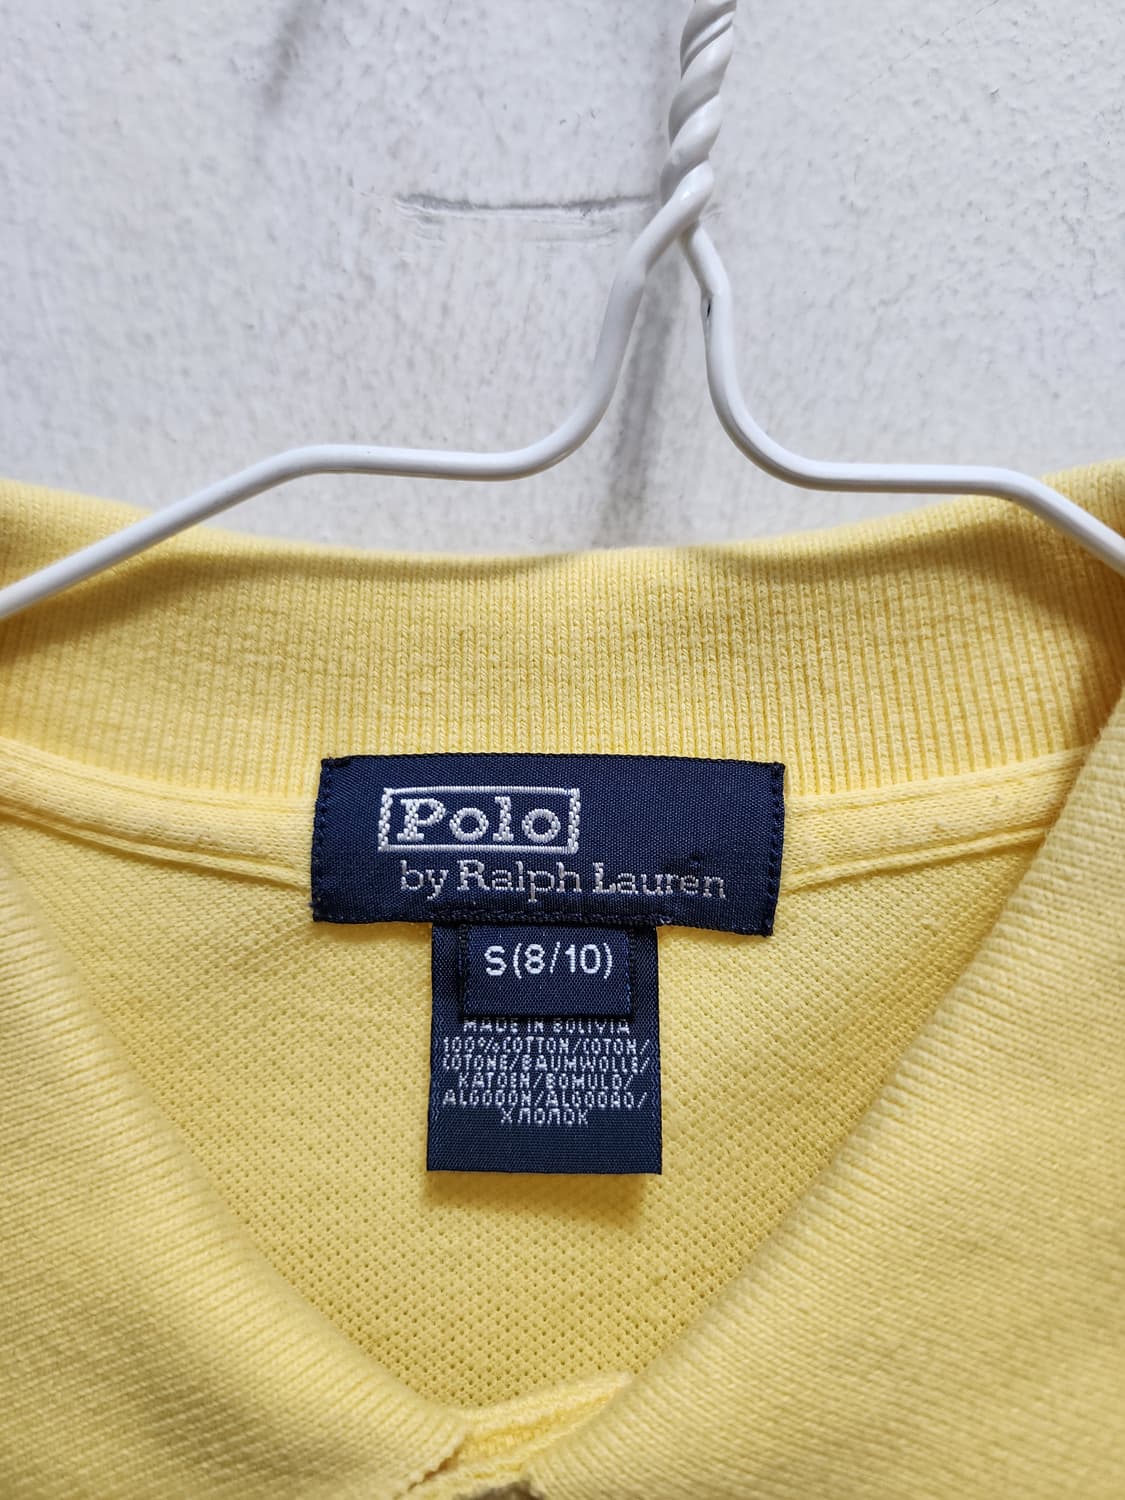 Polo
by Ralph Lauren
S(8/10)
MADE IN BOLIVIA
100%COTTON/COTON/
COTONE/BAUMWOLLE/
KATOEN/BOMULD/
ALGODON/ALGODAO/
ХЛОПОК